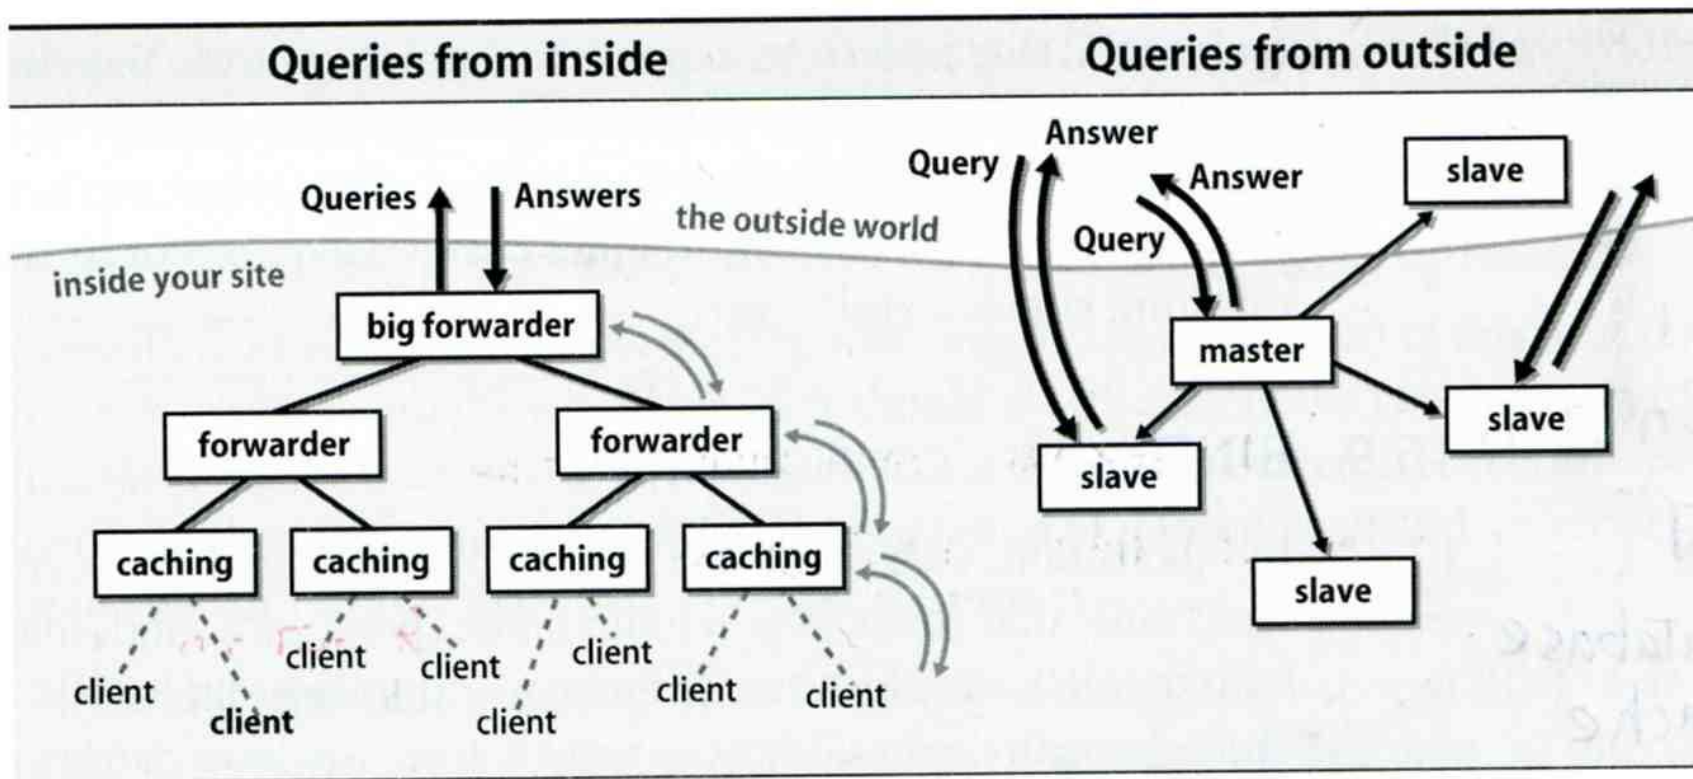 Queries from inside
Queries from outside
Queries
Answers
the outside world
inside your site
big forwarder
forwarder
forwarder
caching
caching
caching
caching
client
client
client
client
client
client
client
client
Query
Answer
Answer
Query
slave
master
slave
slave
slave